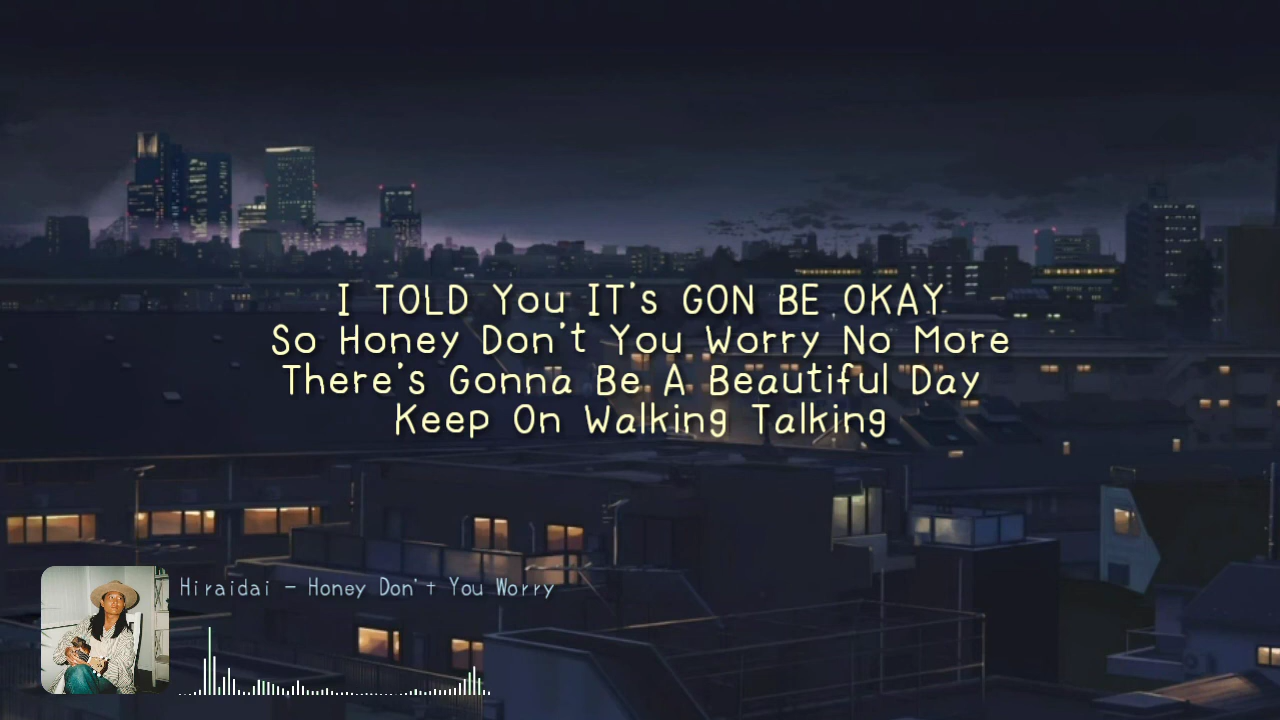 I TOLD You IT's GON BE OKAY
So Honey Don't You Worry No More
There's Gonna Be A Beautiful Day
Keep On Walking Talking
Hiraidai - Honey Don't You Worry